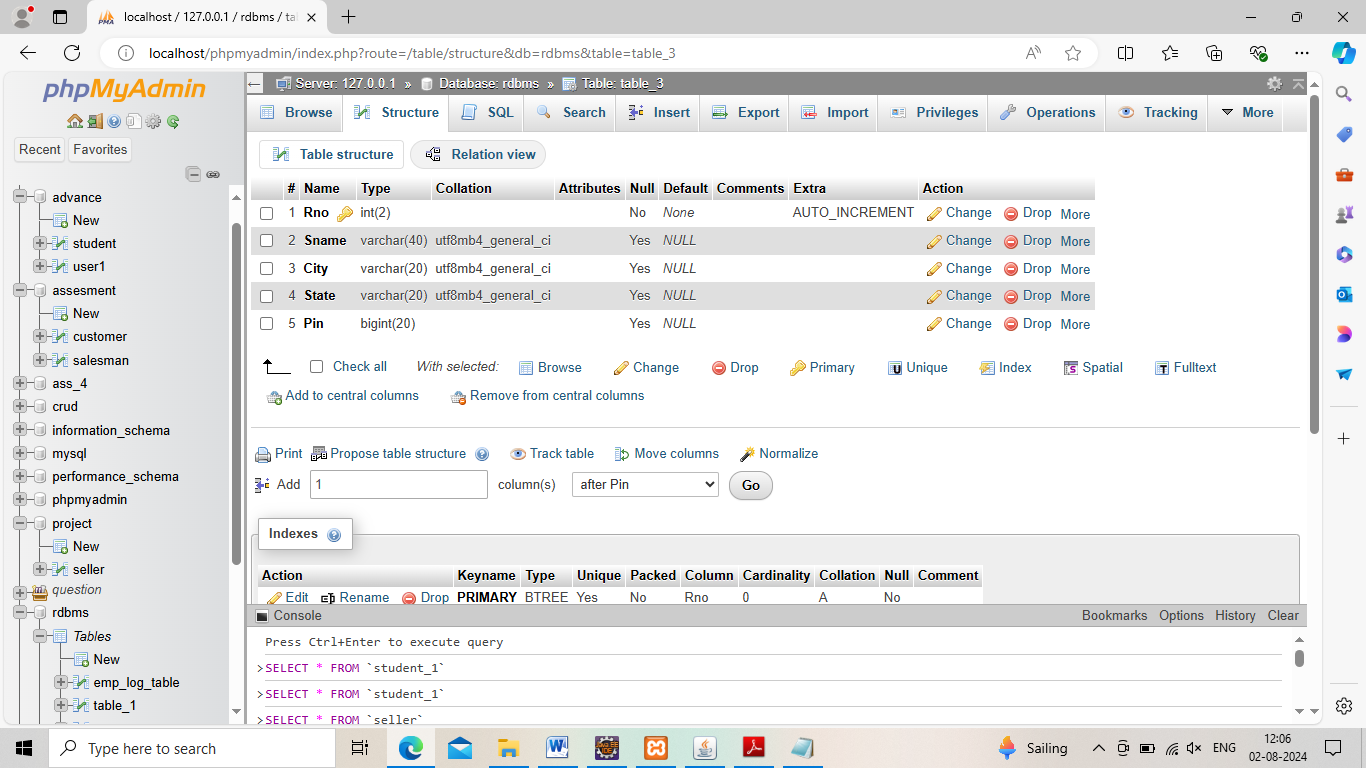 localhost / 127.0.0.1 / rdbms / ta
localhost/phpmyadmin/index.php?route=/table/structure&db=rdbms&table=table_3
phpMyAdmin
Recent Favorites
advance
New
student
user1
assesment
New
customer
salesman
ass_4
crud
information_schema
mysql
performance_schema
phpmyadmin
project
New
seller
question
rdbms
Tables
New
emp_log_table
table_1
Server: 127.0.0.1 » Database: rdbms » Table: table_3
Browse Structure SQL Search Insert Export Import Privileges Operations Tracking More
Table structure Relation view
# Name Type Collation Attributes Null Default Comments Extra Action
1 Rno int(2) No None AUTO_INCREMENT Change Drop More
2 Sname varchar(40) utf8mb4_general_ci Yes NULL Change Drop More
3 City varchar(20) utf8mb4_general_ci Yes NULL Change Drop More
4 State varchar(20) utf8mb4_general_ci Yes NULL Change Drop More
5 Pin bigint(20) Yes NULL Change Drop More
Check all With selected: Browse Change Drop Primary Unique Index Spatial Fulltext
Add to central columns Remove from central columns
Print Propose table structure Track table Move columns Normalize
Add 1 column(s) after Pin Go
Indexes
Action Keyname Type Unique Packed Column Cardinality Collation Null Comment
Edit Rename Drop PRIMARY BTREE Yes No Rno 0 A No
Console Bookmarks Options History Clear
Press Ctrl+Enter to execute query
>SELECT * FROM `student_1`
>SELECT * FROM `student_1`
>SELECT * FROM `seller`
Type here to search
Sailing
ENG
12:06
02-08-2024